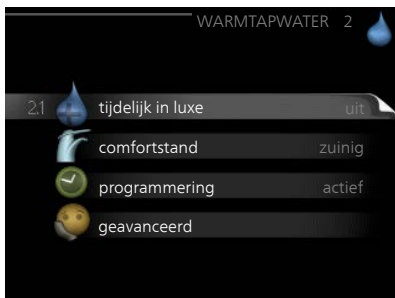 WARMTAPWATER 2
2.1 tijdelijk in luxe uit
comfortstand zuinig
programmering actief
geavanceerd